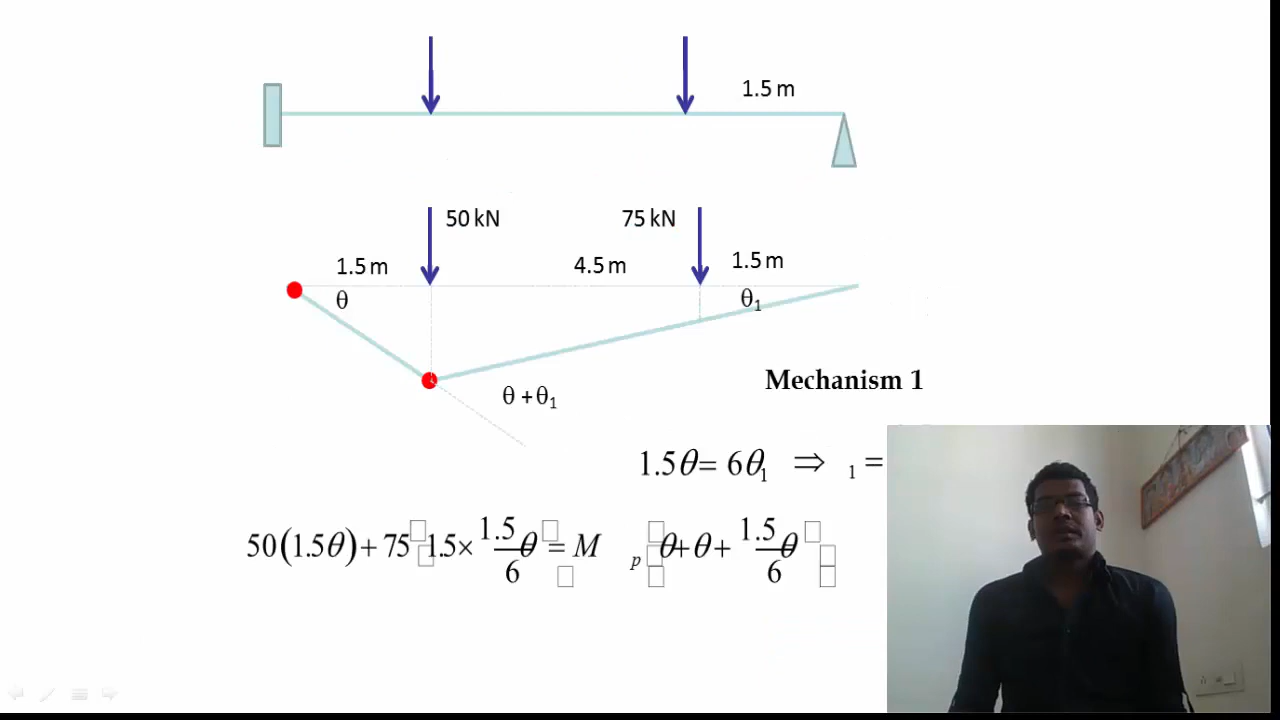 1.5 m
50 kN 75 kN
1.5 m 4.5 m 1.5 m
θ θ₁
θ + θ₁
Mechanism 1
1.5θ= 6θ₁ ⇒ ₁ =
50(1.5θ)+ 75□1.5× 1.5/6 θ□= M p□θ+θ+ 1.5/6 θ□